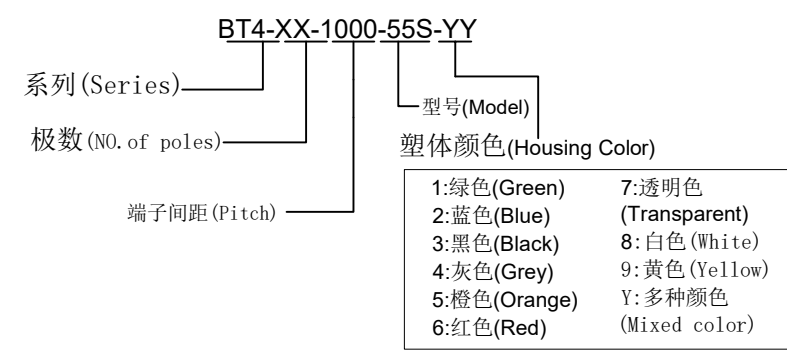 BT4-XX-1000-55S-YY
系列(Series)
型号(Model)
极数(NO.of poles)
塑体颜色(Housing Color)
端子间距(Pitch)
1:绿色(Green)
2:蓝色(Blue)
3:黑色(Black)
4:灰色(Grey)
5:橙色(Orange)
6:红色(Red)
7:透明色
(Transparent)
8:白色(White)
9:黄色(Yellow)
Y:多种颜色
(Mixed color)